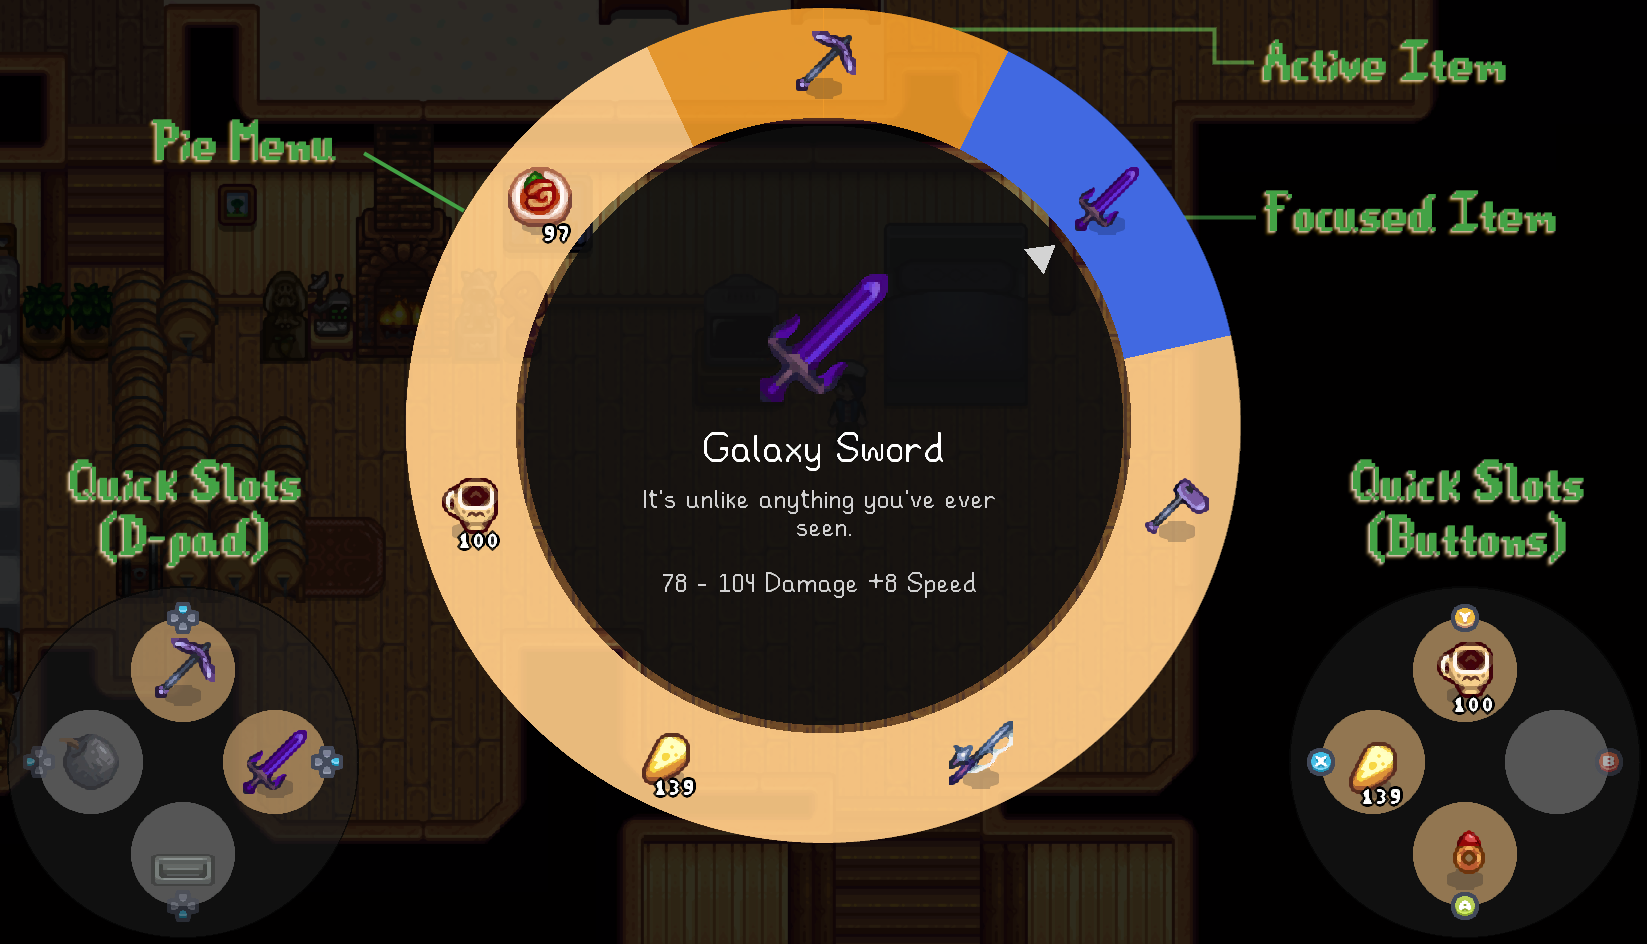 Active Item
Pie Menu
Focused Item
97
Galaxy Sword
It's unlike anything you've ever
seen.
78 - 104 Damage +8 Speed
100
139
Quick Slots
(D-pad)
Quick Slots
(Buttons)
Y
100
X
139
B
A